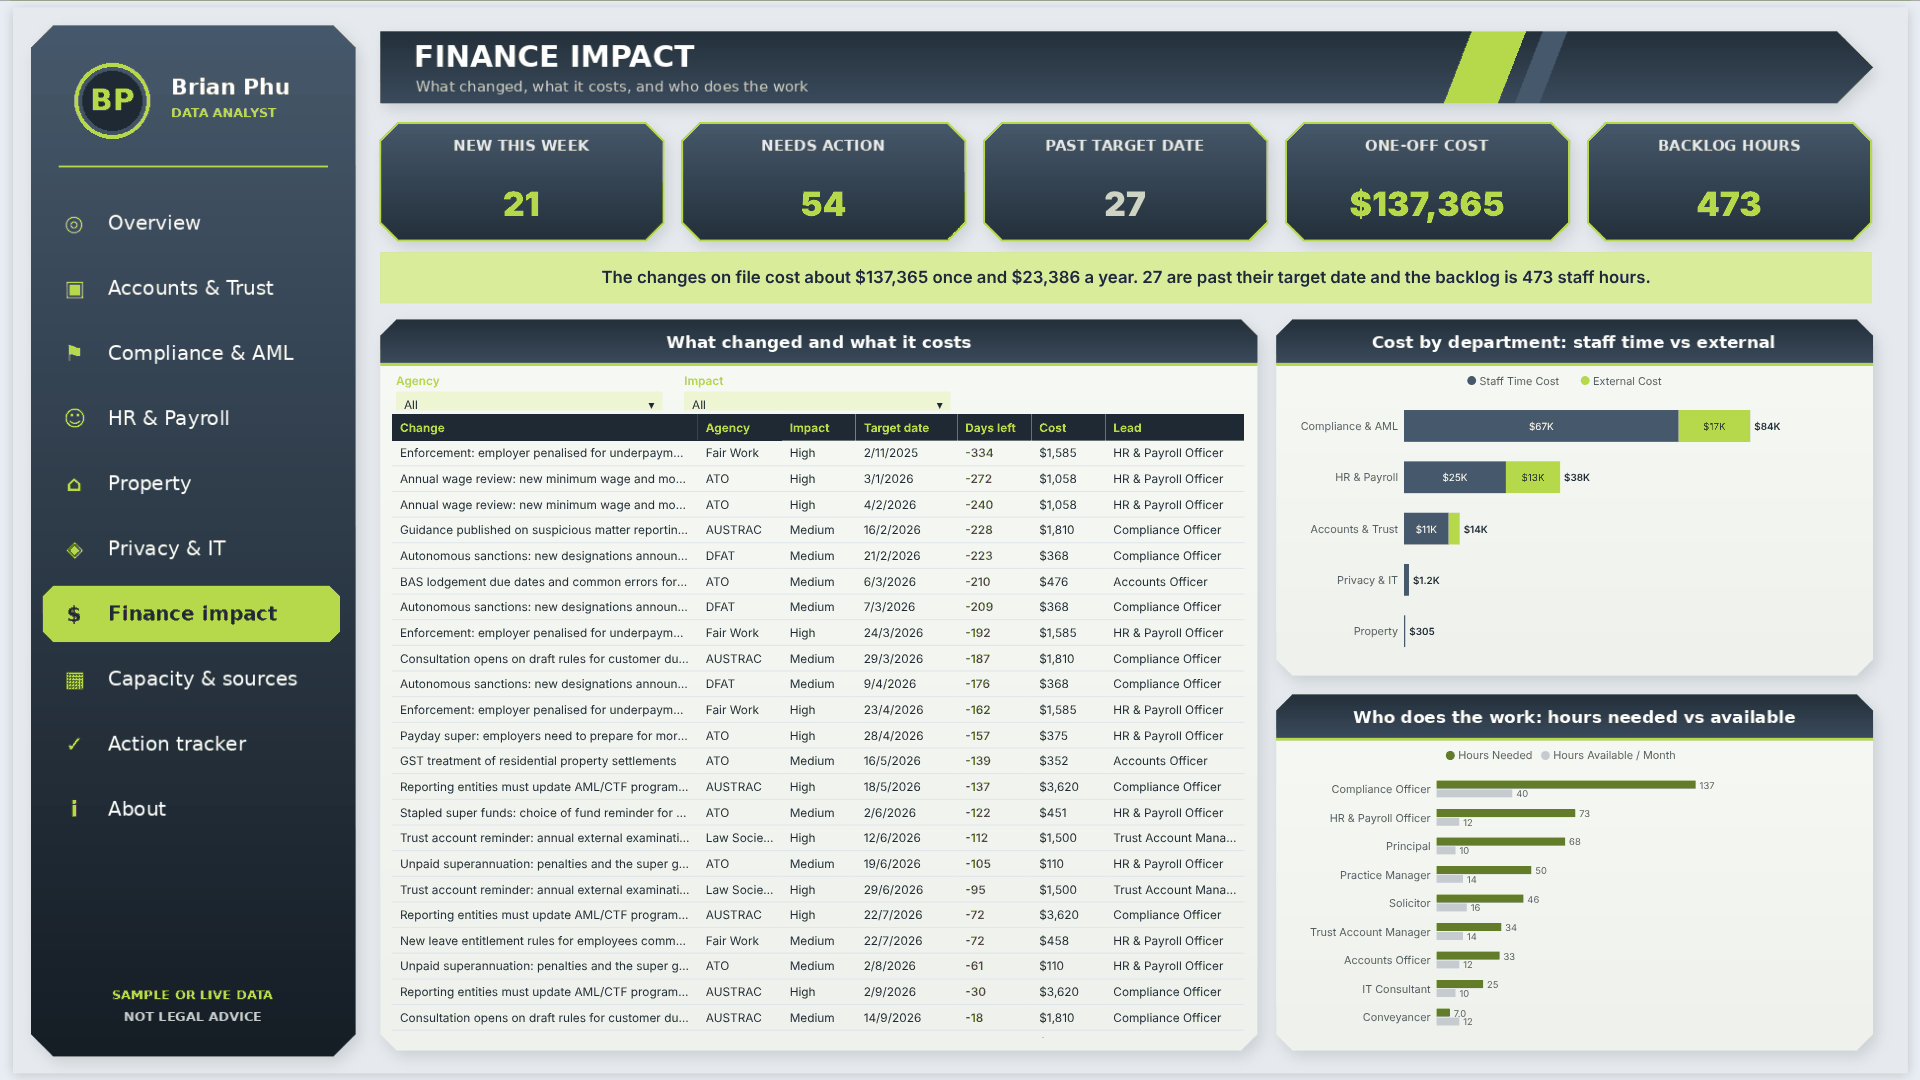 BP
Brian Phu
DATA ANALYST
Overview
Accounts & Trust
Compliance & AML
HR & Payroll
Property
Privacy & IT
$ Finance impact
Capacity & sources
Action tracker
About
SAMPLE OR LIVE DATA
NOT LEGAL ADVICE
FINANCE IMPACT
What changed, what it costs, and who does the work
NEW THIS WEEK
21
NEEDS ACTION
54
PAST TARGET DATE
27
ONE-OFF COST
$137,365
BACKLOG HOURS
473
The changes on file cost about $137,365 once and $23,386 a year. 27 are past their target date and the backlog is 473 staff hours.
What changed and what it costs
Agency Impact
All All
Change Agency Impact Target date Days left Cost Lead
Enforcement: employer penalised for underpaym... Fair Work High 2/11/2025 -334 $1,585 HR & Payroll Officer
Annual wage review: new minimum wage and mo... ATO High 3/1/2026 -272 $1,058 HR & Payroll Officer
Annual wage review: new minimum wage and mo... ATO High 4/2/2026 -240 $1,058 HR & Payroll Officer
Guidance published on suspicious matter reportin... AUSTRAC Medium 16/2/2026 -228 $1,810 Compliance Officer
Autonomous sanctions: new designations announ... DFAT Medium 21/2/2026 -223 $368 Compliance Officer
BAS lodgement due dates and common errors for... ATO Medium 6/3/2026 -210 $476 Accounts Officer
Autonomous sanctions: new designations announ... DFAT Medium 7/3/2026 -209 $368 Compliance Officer
Enforcement: employer penalised for underpaym... Fair Work High 24/3/2026 -192 $1,585 HR & Payroll Officer
Consultation opens on draft rules for customer du... AUSTRAC Medium 29/3/2026 -187 $1,810 Compliance Officer
Autonomous sanctions: new designations announ... DFAT Medium 9/4/2026 -176 $368 Compliance Officer
Enforcement: employer penalised for underpaym... Fair Work High 23/4/2026 -162 $1,585 HR & Payroll Officer
Payday super: employers need to prepare for mor... ATO High 28/4/2026 -157 $375 HR & Payroll Officer
GST treatment of residential property settlements ATO Medium 16/5/2026 -139 $352 Accounts Officer
Reporting entities must update AML/CTF program... AUSTRAC High 18/5/2026 -137 $3,620 Compliance Officer
Stapled super funds: choice of fund reminder for ... ATO Medium 2/6/2026 -122 $451 HR & Payroll Officer
Trust account reminder: annual external examinati... Law Socie... High 12/6/2026 -112 $1,500 Trust Account Mana...
Unpaid superannuation: penalties and the super g... ATO Medium 19/6/2026 -105 $110 HR & Payroll Officer
Trust account reminder: annual external examinati... Law Socie... High 29/6/2026 -95 $1,500 Trust Account Mana...
Reporting entities must update AML/CTF program... AUSTRAC High 22/7/2026 -72 $3,620 Compliance Officer
New leave entitlement rules for employees comm... Fair Work Medium 22/7/2026 -72 $458 HR & Payroll Officer
Unpaid superannuation: penalties and the super g... ATO Medium 2/8/2026 -61 $110 HR & Payroll Officer
Reporting entities must update AML/CTF program... AUSTRAC High 2/9/2026 -30 $3,620 Compliance Officer
Consultation opens on draft rules for customer du... AUSTRAC Medium 14/9/2026 -18 $1,810 Compliance Officer
Cost by department: staff time vs external
Staff Time Cost External Cost
Compliance & AML $67K $17K $84K
HR & Payroll $25K $13K $38K
Accounts & Trust $11K $14K
Privacy & IT $1.2K
Property $305
Who does the work: hours needed vs available
Hours Needed Hours Available / Month
Compliance Officer 137 40
HR & Payroll Officer 73 12
Principal 68 10
Practice Manager 50 14
Solicitor 46 16
Trust Account Manager 34 14
Accounts Officer 33 12
IT Consultant 25 10
Conveyancer 7.0 12